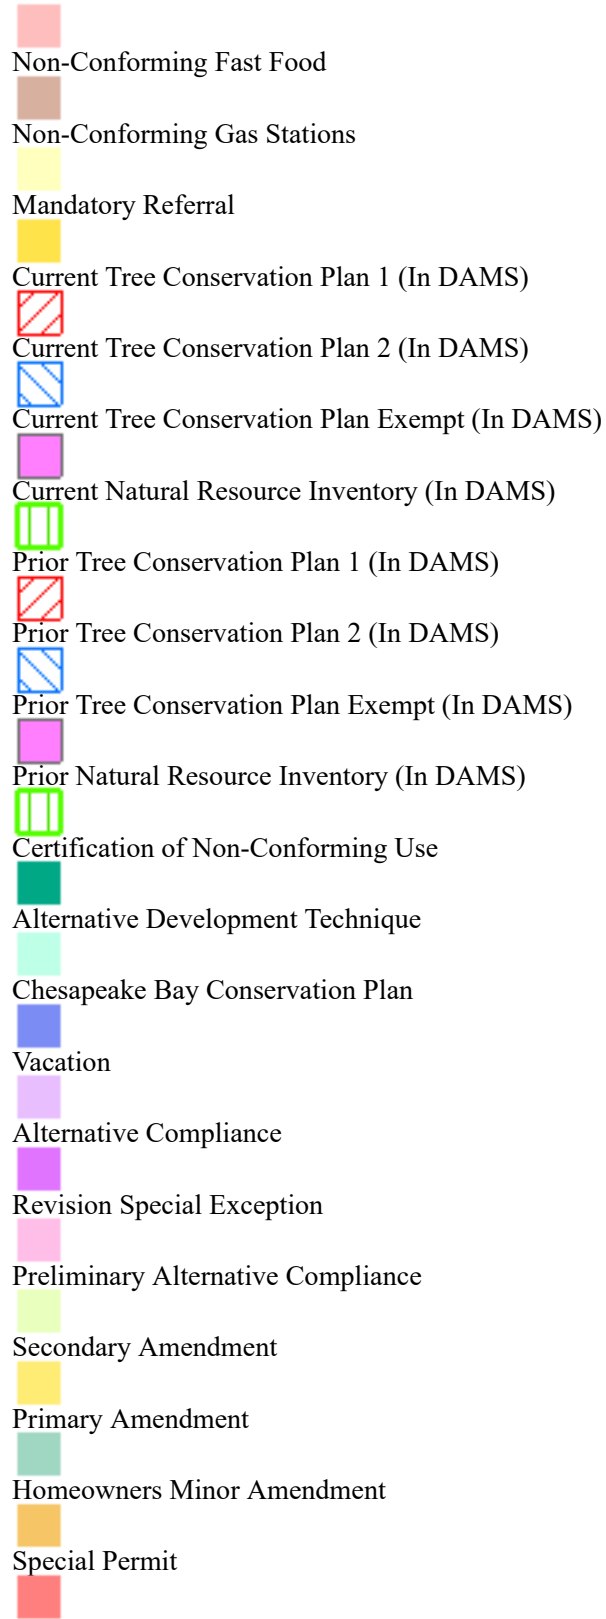 Non-Conforming Fast Food
Non-Conforming Gas Stations
Mandatory Referral
Current Tree Conservation Plan 1 (In DAMS)
Current Tree Conservation Plan 2 (In DAMS)
Current Tree Conservation Plan Exempt (In DAMS)
Current Natural Resource Inventory (In DAMS)
Prior Tree Conservation Plan 1 (In DAMS)
Prior Tree Conservation Plan 2 (In DAMS)
Prior Tree Conservation Plan Exempt (In DAMS)
Prior Natural Resource Inventory (In DAMS)
Certification of Non-Conforming Use
Alternative Development Technique
Chesapeake Bay Conservation Plan
Vacation
Alternative Compliance
Revision Special Exception
Preliminary Alternative Compliance
Secondary Amendment
Primary Amendment
Homeowners Minor Amendment
Special Permit